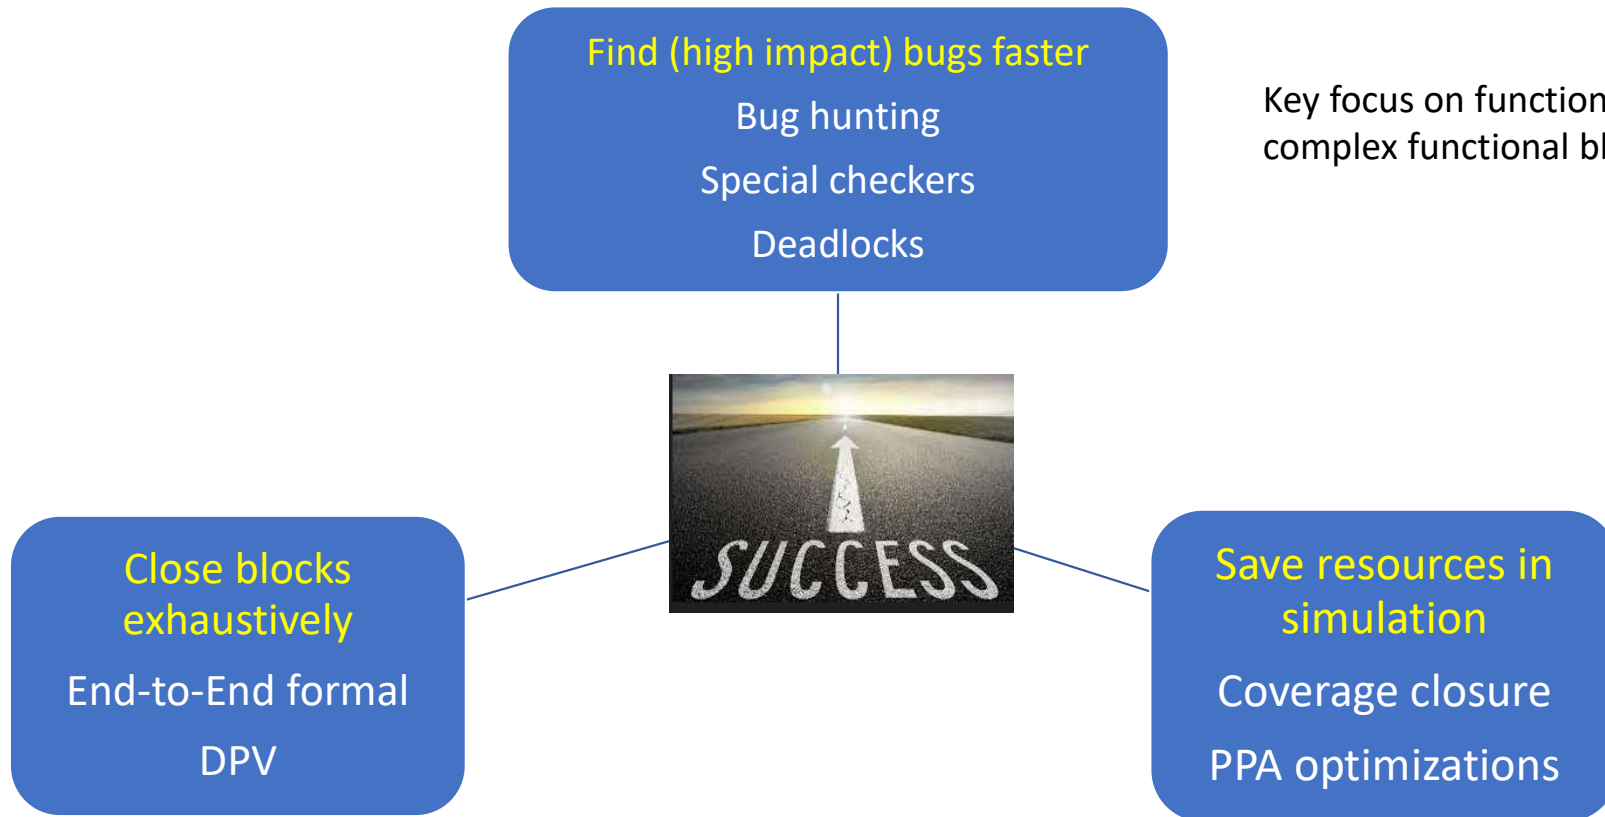 Find (high impact) bugs faster
Bug hunting
Special checkers
Deadlocks
Key focus on function
complex functional bl
SUCCESS
Close blocks
exhaustively
End-to-End formal
DPV
Save resources in
simulation
Coverage closure
PPA optimizations